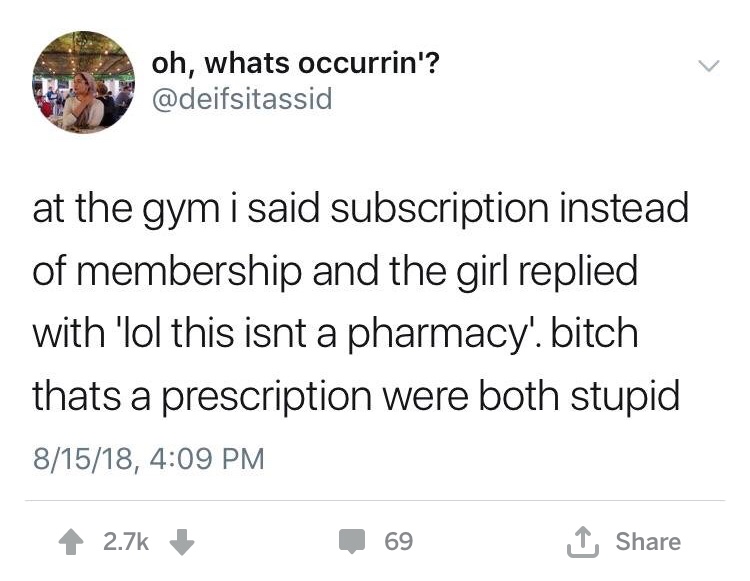 oh, whats occurrin'?
@deifsitassid
at the gym i said subscription instead
of membership and the girl replied
with 'lol this isnt a pharmacy'. bitch
thats a prescription were both stupid
8/15/18, 4:09 PM
2.7k 69 Share